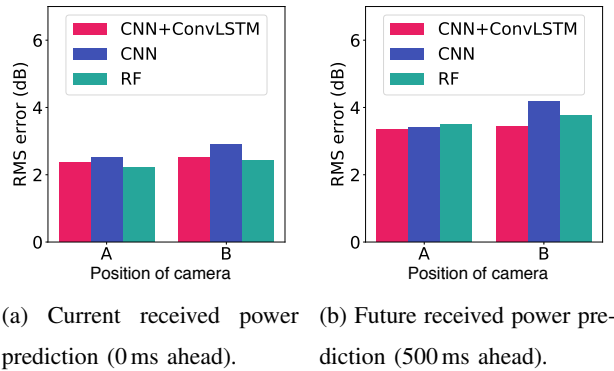 CNN+ConvLSTM
CNN
RF
RMS error (dB)
6
4
2
0
A
B
Position of camera
(a) Current received power
prediction (0 ms ahead).
CNN+ConvLSTM
CNN
RF
RMS error (dB)
6
4
2
0
A
B
Position of camera
(b) Future received power pre-
diction (500 ms ahead).